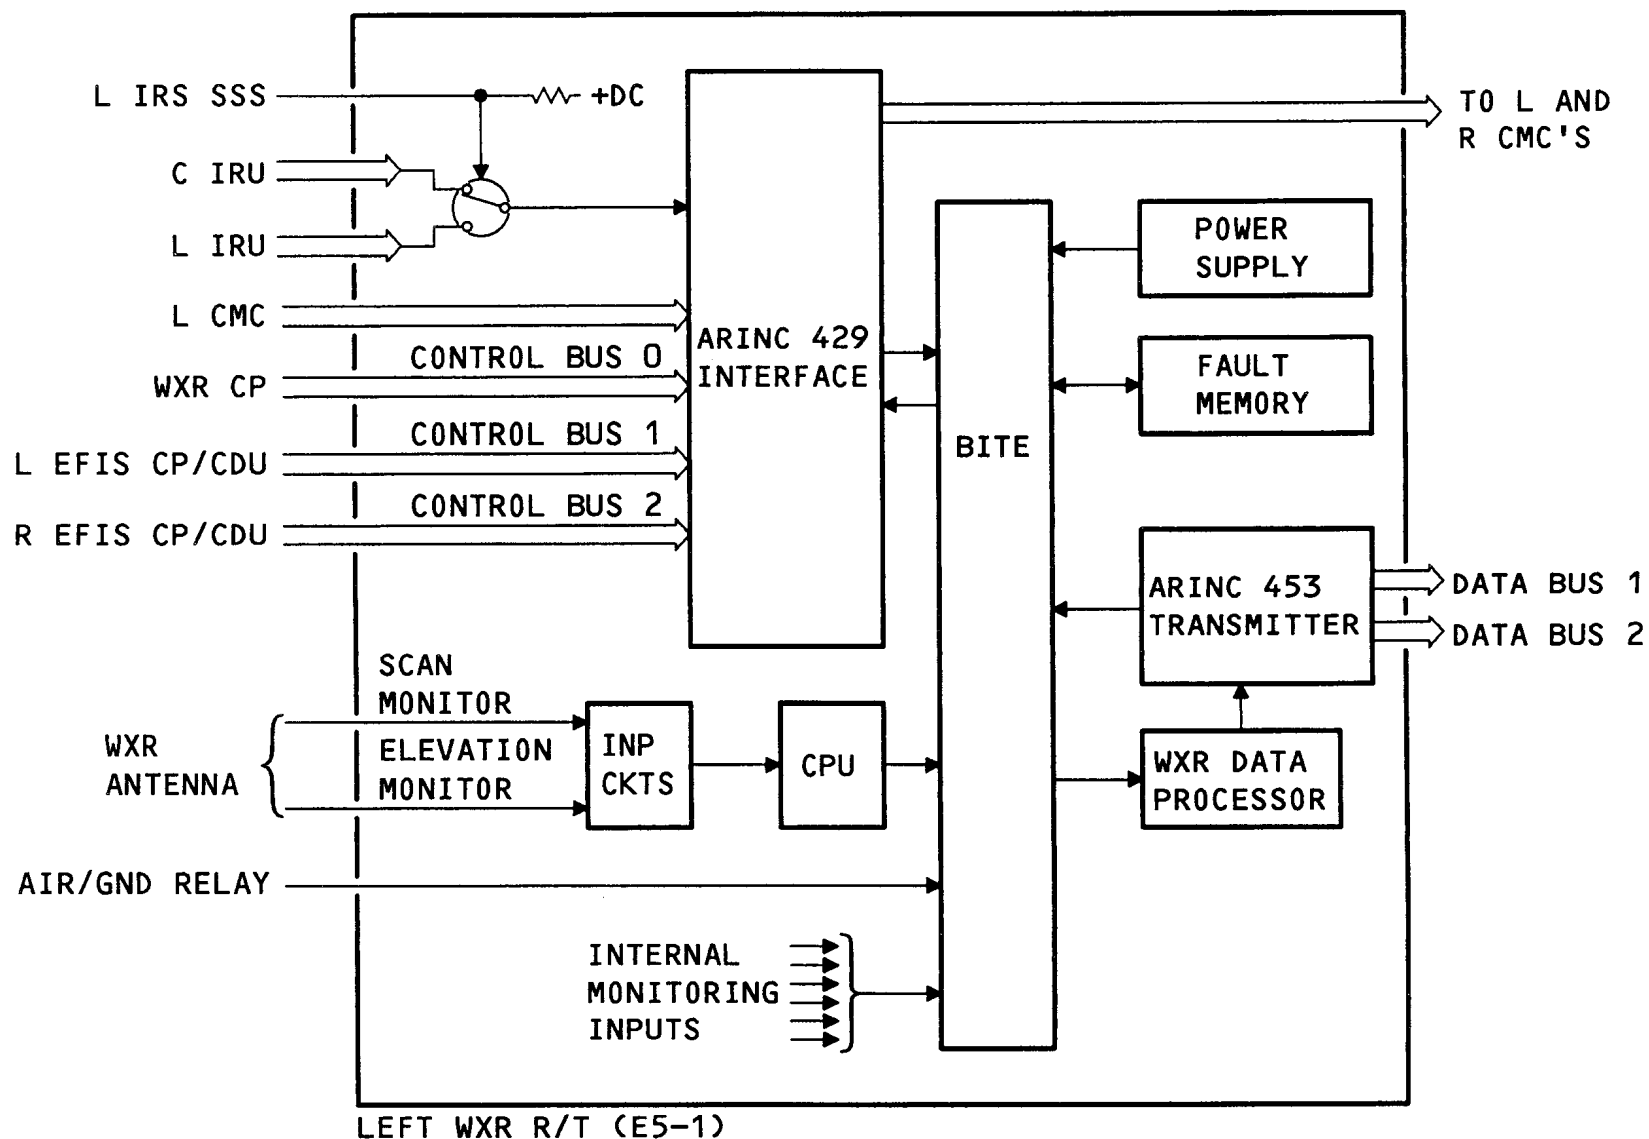 L IRS SSS
+DC
C IRU
L IRU
L CMC
WXR CP
CONTROL BUS 0
L EFIS CP/CDU
CONTROL BUS 1
R EFIS CP/CDU
CONTROL BUS 2
ARINC 429
INTERFACE
TO L AND
R CMC'S
BITE
POWER
SUPPLY
FAULT
MEMORY
ARINC 453
TRANSMITTER
DATA BUS 1
DATA BUS 2
WXR DATA
PROCESSOR
WXR
ANTENNA
SCAN
MONITOR
ELEVATION
MONITOR
INP
CKTS
CPU
AIR/GND RELAY
INTERNAL
MONITORING
INPUTS
LEFT WXR R/T (E5-1)